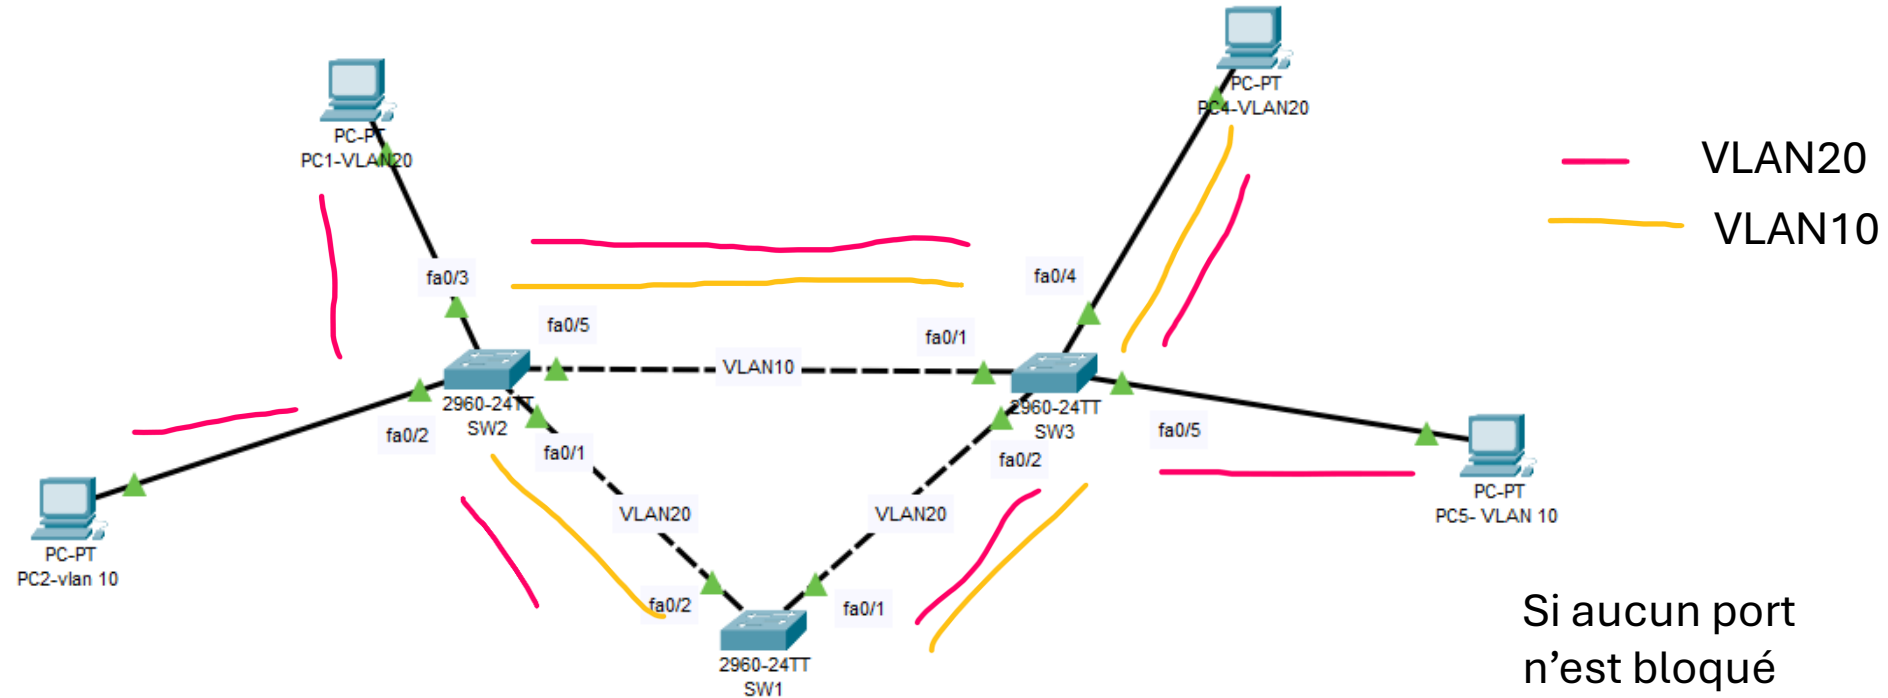 PC-PT
PC4-VLAN20
PC-PT
PC1-VLAN20
VLAN20
VLAN10
fa0/3
fa0/4
fa0/5
fa0/1
VLAN10
2960-24TT
SW2
2960-24TT
SW3
fa0/2
fa0/1
fa0/2
fa0/5
PC-PT
PC5- VLAN 10
VLAN20
VLAN20
PC-PT
PC2-vlan 10
fa0/2
fa0/1
2960-24TT
SW1
Si aucun port
n’est bloqué